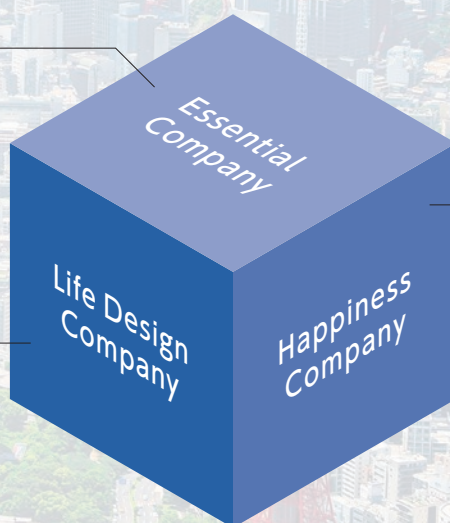 Essential
Company
Life Design
Company
Happiness
Company